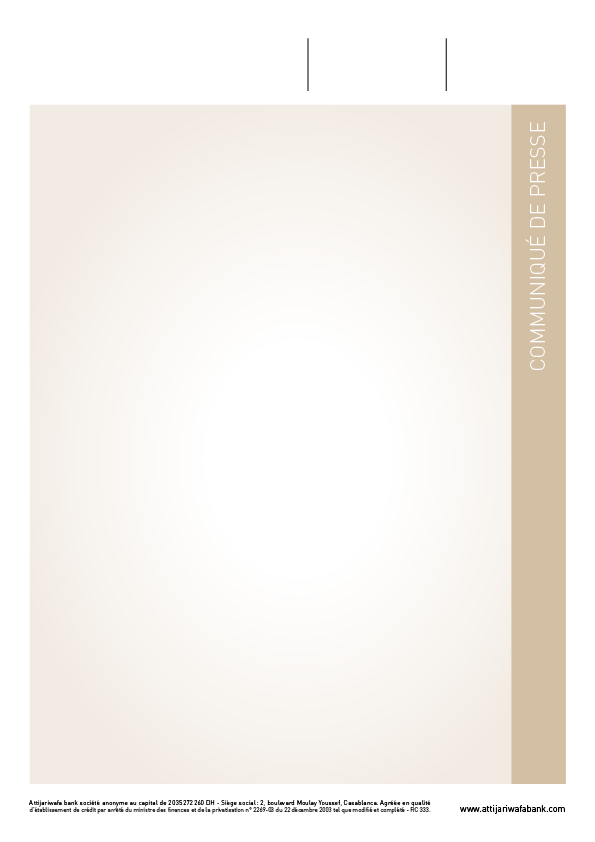 COMMUNIQUÉ DE PRESSE
Attijariwafa bank société anonyme au capital de 2 035 272 260 DH - Siège social : 2, boulevard Moulay Youssef, Casablanca. Agréée en qualité
d'établissement de crédit par arrêté du ministre des finances et de la privatisation n° 2269-03 du 22 décembre 2003 tel que modifié et complété - RC 333.
www.attijariwafabank.com